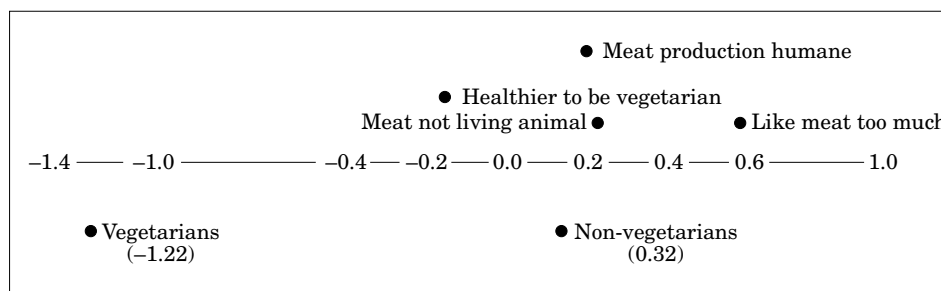 Meat production humane
Healthier to be vegetarian
Meat not living animal
Like meat too much
–1.4 –1.0 –0.4 –0.2 0.0 0.2 0.4 0.6 1.0
Vegetarians Non-vegetarians
(–1.22) (0.32)